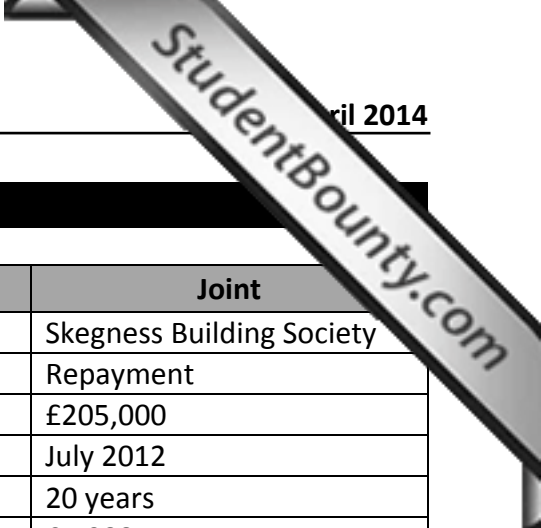 ril 2014
StudentBounty.com
Joint
Skegness Building Society
Repayment
£205,000
July 2012
20 years